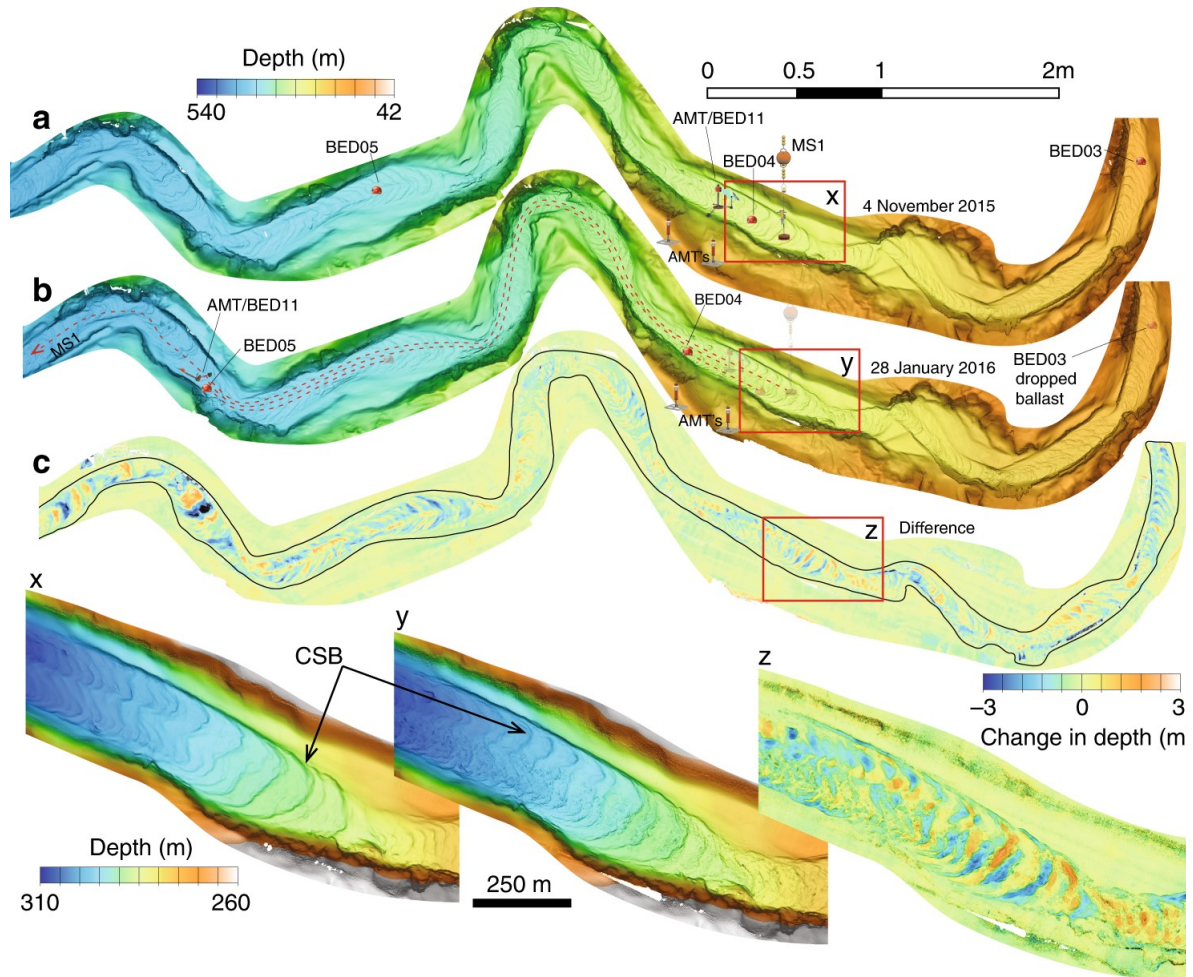 Depth (m)
540 42
0 0.5 1 2m
a
BED05
AMT/BED11
BED04
MS1
BED03
x
4 November 2015
AMT's
b
AMT/BED11
BED05
MS1
BED04
y
28 January 2016
BED03
dropped
ballast
AMT's
c
z
Difference
x
CSB
y
z
–3 0 3
Change in depth (m
Depth (m)
310 260
250 m